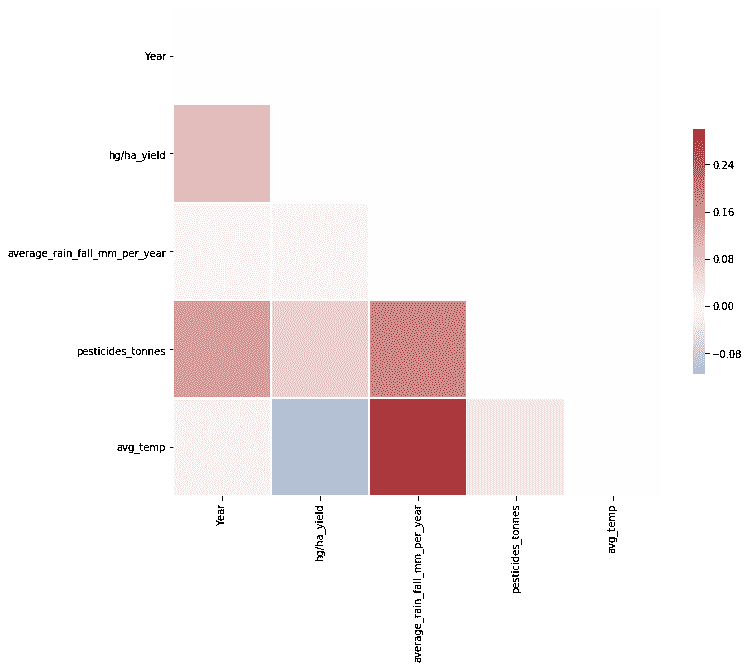 Year
hg/ha_yield
average_rain_fall_mm_per_year
pesticides_tonnes
avg_temp
Year
hg/ha_yield
average_rain_fall_mm_per_year
pesticides_tonnes
avg_temp
0.24
0.16
0.08
0.00
−0.08